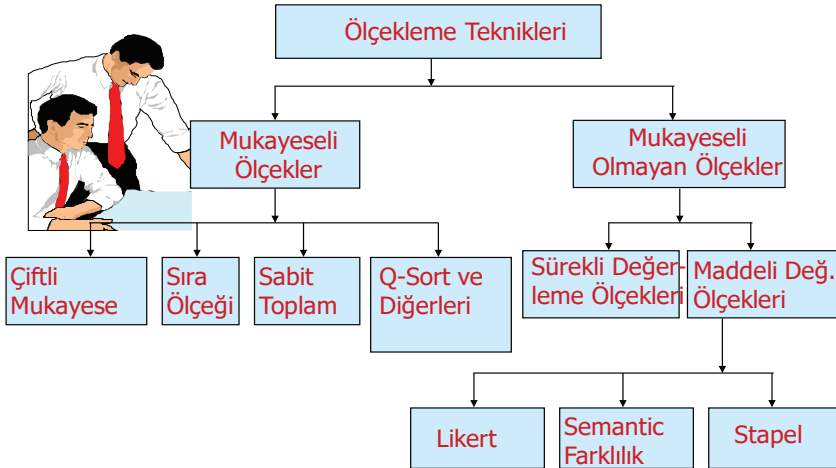 Ölçekleme Teknikleri
Mukayeseli
Ölçekler
Mukayeseli
Olmayan Ölçekler
Çiftli
Mukayese
Sıra
Ölçeği
Sabit
Toplam
Q-Sort ve
Diğerleri
Sürekli Değer-
leme Ölçekleri
Maddeli Değ.
Ölçekleri
Likert
Semantic
Farklılık
Stapel